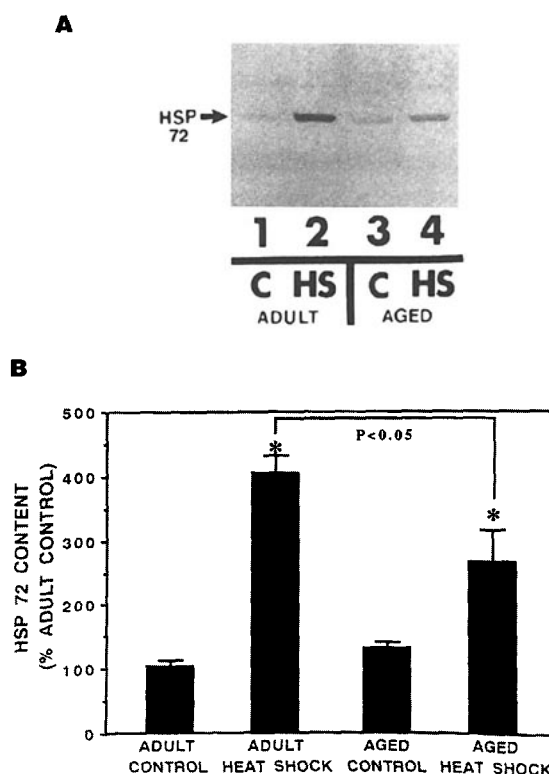 A
HSP
72
1 2 3 4
C HS C HS
ADULT AGED
B
HSP 72 CONTENT
(% ADULT CONTROL)
500
400
300
200
100
0
*
P<0.05
*
ADULT CONTROL
ADULT HEAT SHOCK
AGED CONTROL
AGED HEAT SHOCK